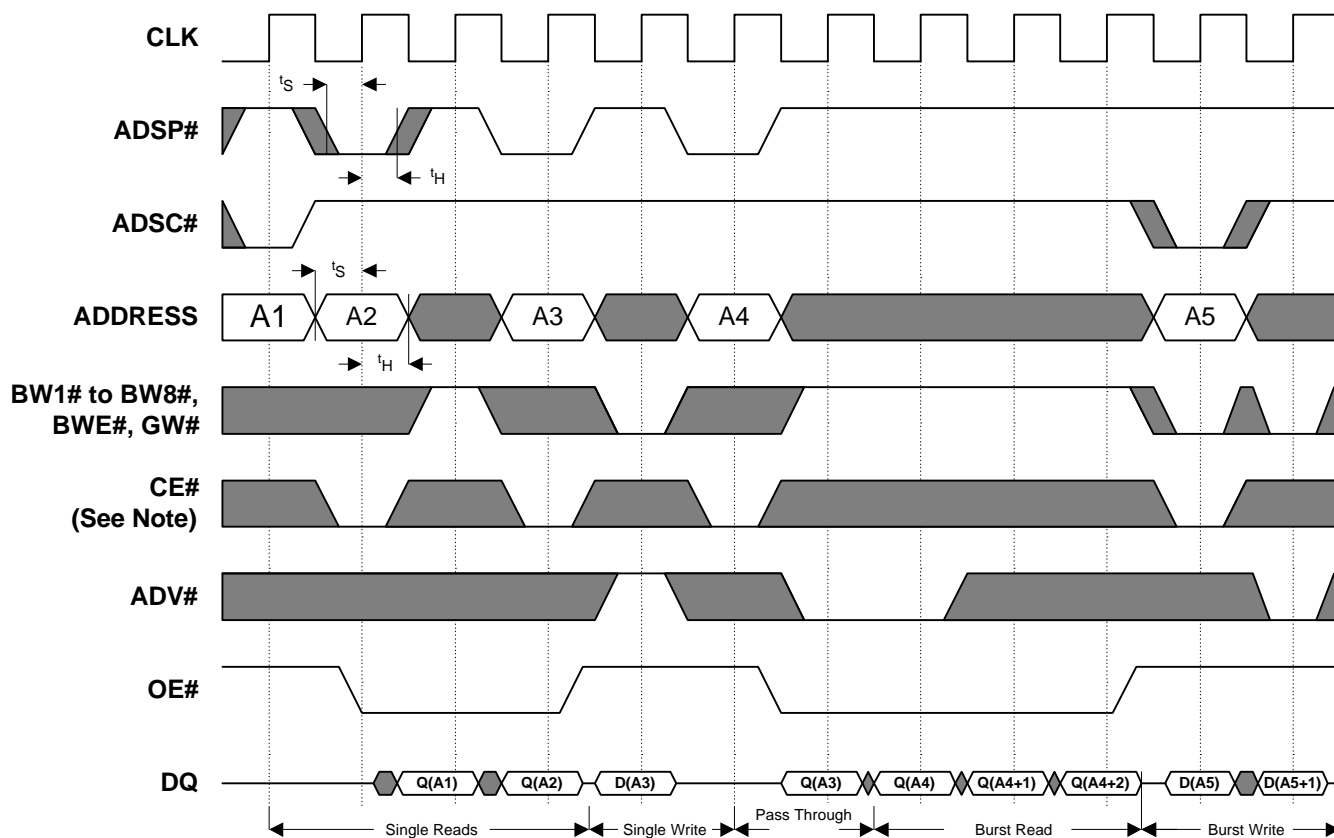 CLK
tS
ADSP#
tH
ADSC#
tS
ADDRESS A1 A2 A3 A4 A5
tH
BW1# to BW8#,
BWE#, GW#
CE#
(See Note)
ADV#
OE#
DQ Q(A1) Q(A2) D(A3) Q(A3) Q(A4) Q(A4+1) Q(A4+2) D(A5) D(A5+1)
Single Reads Single Write Pass Through Burst Read Burst Write